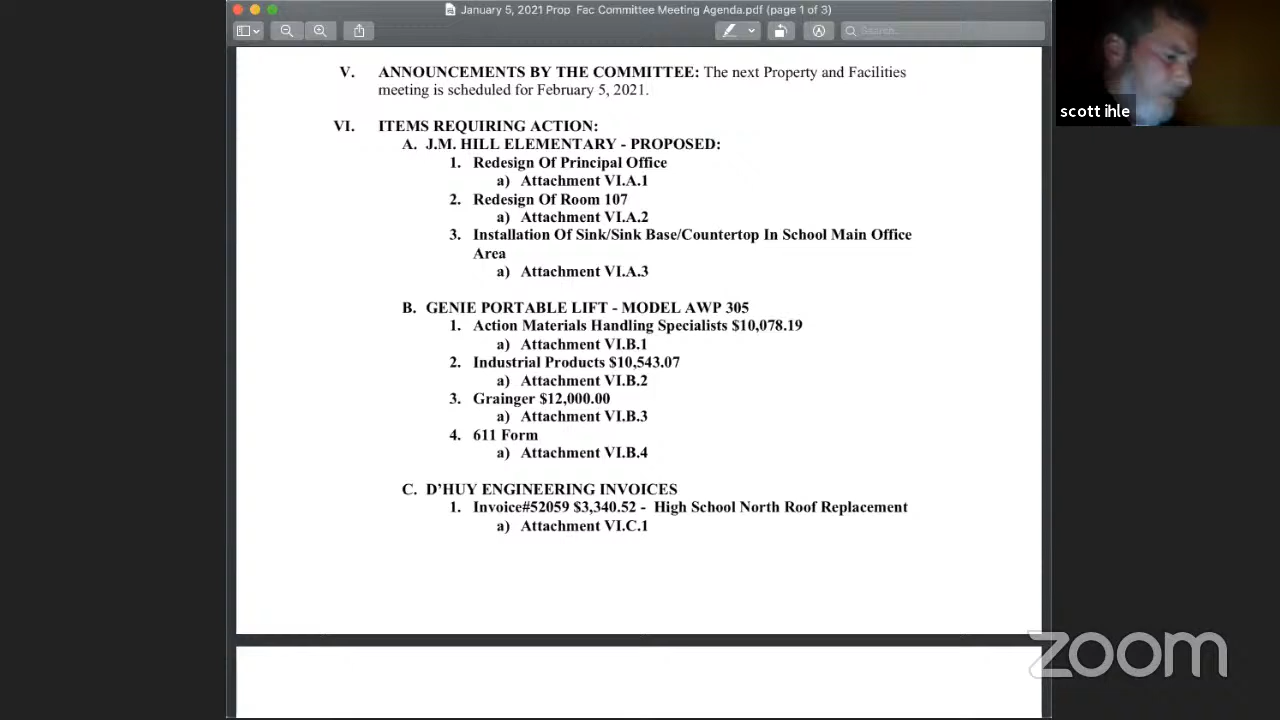 January 5, 2021 Prop Fac Committee Meeting Agenda.pdf (page 1 of 3)
Search
V. ANNOUNCEMENTS BY THE COMMITTEE: The next Property and Facilities
meeting is scheduled for February 5, 2021.
scott ihle
VI. ITEMS REQUIRING ACTION:
A. J.M. HILL ELEMENTARY - PROPOSED:
1. Redesign Of Principal Office
a) Attachment VI.A.1
2. Redesign Of Room 107
a) Attachment VI.A.2
3. Installation Of Sink/Sink Base/Countertop In School Main Office
Area
a) Attachment VI.A.3
B. GENIE PORTABLE LIFT - MODEL AWP 305
1. Action Materials Handling Specialists $10,078.19
a) Attachment VI.B.1
2. Industrial Products $10,543.07
a) Attachment VI.B.2
3. Grainger $12,000.00
a) Attachment VI.B.3
4. 611 Form
a) Attachment VI.B.4
C. D'HUY ENGINEERING INVOICES
1. Invoice#52059 $3,340.52 - High School North Roof Replacement
a) Attachment VI.C.1
zoom